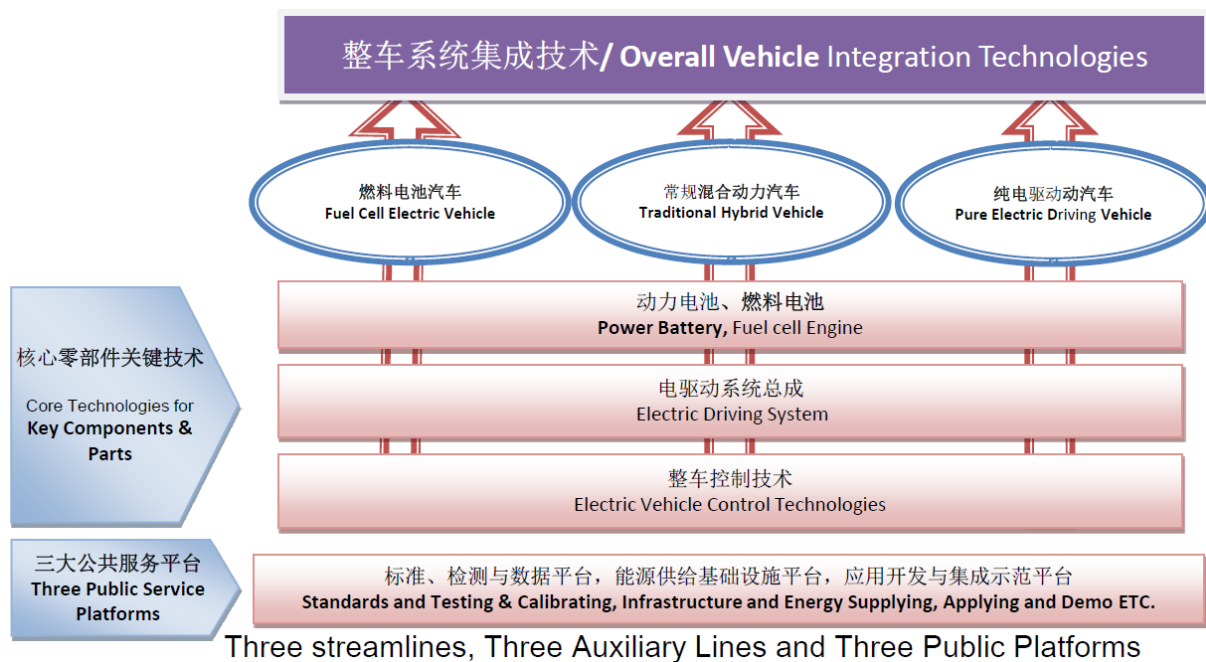 整车系统集成技术/ Overall Vehicle Integration Technologies
燃料电池汽车
Fuel Cell Electric Vehicle
常规混合动力汽车
Traditional Hybrid Vehicle
纯电驱动动汽车
Pure Electric Driving Vehicle
核心零部件关键技术
Core Technologies for
Key Components &
Parts
动力电池、燃料电池
Power Battery, Fuel cell Engine
电驱动系统总成
Electric Driving System
整车控制技术
Electric Vehicle Control Technologies
三大公共服务平台
Three Public Service
Platforms
标准、检测与数据平台，能源供给基础设施平台，应用开发与集成示范平台
Standards and Testing & Calibrating, Infrastructure and Energy Supplying, Applying and Demo ETC.
Three streamlines, Three Auxiliary Lines and Three Public Platforms